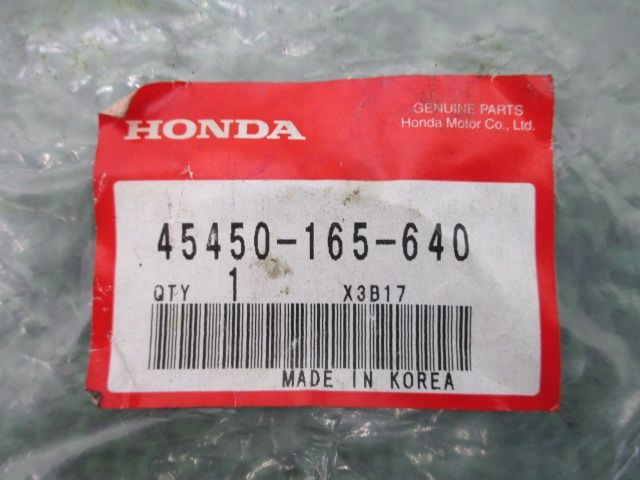 HONDA
GENUINE PARTS
Honda Motor Co., Ltd.
45450-165-640
QTY 1 X3B17
MADE IN KOREA